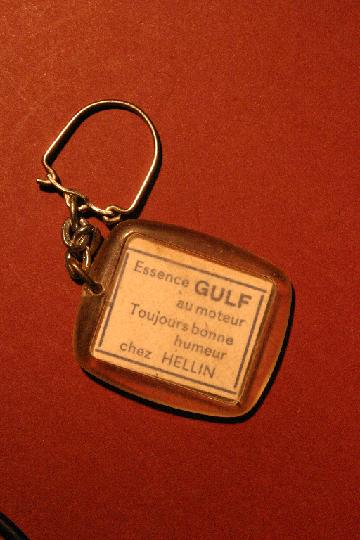 Essence GULF
au moteur
Toujours bonne
humeur
chez HELLIN